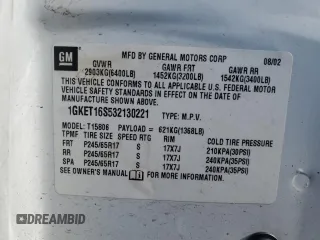 GM
MFD BY GENERAL MOTORS CORP 08/02
GVWR GAWR FRT GAWR RR
2903KG(6400LB) 1452KG(3200LB) 1542KG(3400LB)
THIS VEHICLE CONFORMS TO ALL APPLICABLE U.S. FEDERAL MOTOR
VEHICLE SAFETY STANDARDS IN EFFECT ON THE DATE OF
MANUFACTURE SHOWN ABOVE.
1GKET16S532130221 TYPE: M.P.V.
MODEL: T15806 PAYLOAD = 621KG(1368LB)
TPMF TIRE SIZE SPEED RTG RIM COLD TIRE PRESSURE
FRT P245/65R17 S 17X7J 210KPA(30PSI)
RR P245/65R17 S 17X7J 240KPA(35PSI)
SPA P245/65R17 S 17X7J 240KPA(35PSI)
SEE OWNER'S MANUAL FOR ADDITIONAL INFORMATION
© DIAFORMBID